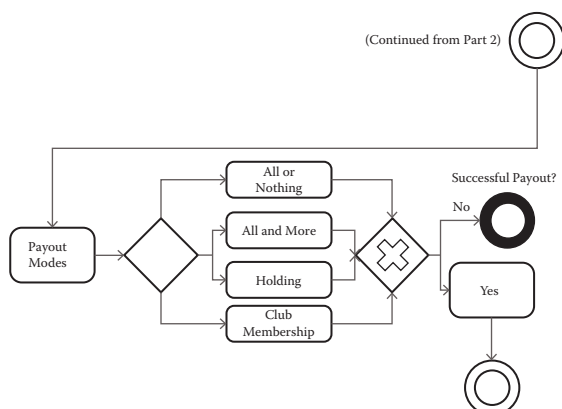 (Continued from Part 2)
All or
Nothing
Successful Payout?
No
All and More
Payout
Modes
Holding
Yes
Club
Membership